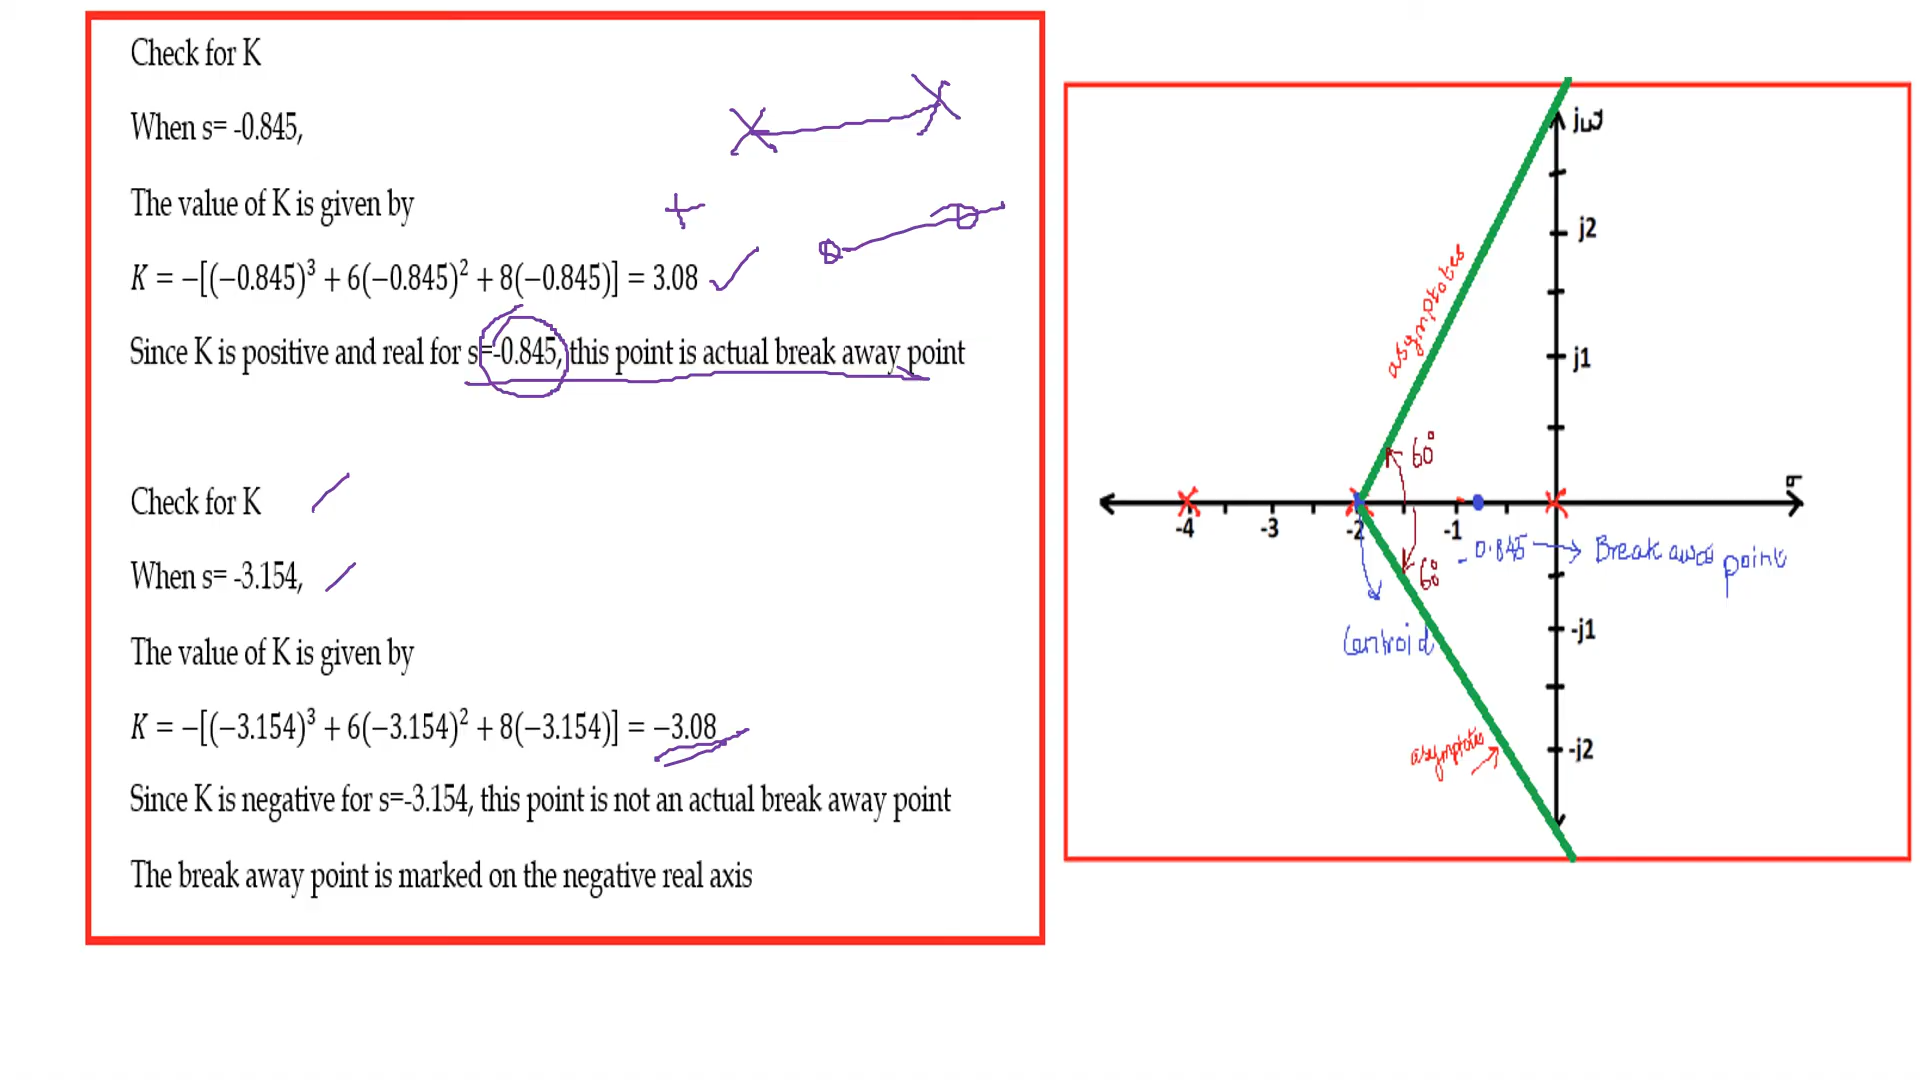 Check for K
When s= -0.845,
The value of K is given by
K = −[(−0.845)³ + 6(−0.845)² + 8(−0.845)] = 3.08
Since K is positive and real for s=-0.845, this point is actual break away point
Check for K
When s= -3.154,
The value of K is given by
K = −[(−3.154)³ + 6(−3.154)² + 8(−3.154)] = −3.08
Since K is negative for s=-3.154, this point is not an actual break away point
The break away point is marked on the negative real axis
jω
j2
asymptotes
j1
60°
σ
-4
-3
-2
-1
-0.845 → Break away point
60°
-j1
Centroid
asymptotes
-j2